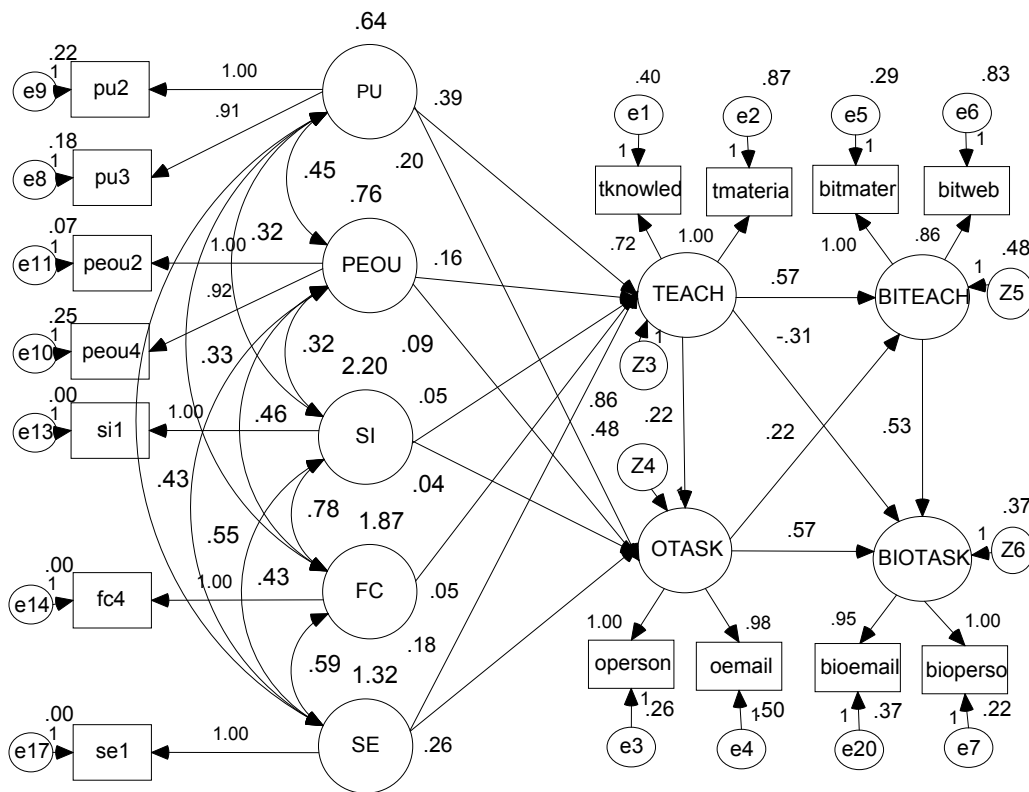 .64
.22
1
e9
pu2
1.00
PU
.39
.40
e1
1
tknowled
.87
e2
1
tmateria
.29
e5
1
bitmater
.83
e6
1
bitweb
.91
.18
1
e8
pu3
.45
.20
.76
.07
1
e11
peou2
1.00
.32
PEOU
.16
.72
1.00
TEACH
.57
1.00
.86
BITEACH
1
.48
Z5
.92
.25
1
e10
peou4
.33
.32
.09
2.20
1
Z3
-.31
.00
1
e13
si1
1.00
.46
SI
.05
.86
.48
.22
.22
.53
.43
.55
.78
.04
1.87
Z4
1
OTASK
.57
BIOTASK
1
.37
Z6
.00
1
e14
fc4
1.00
.43
FC
.05
.59
.18
1.32
1.00
.98
.95
1.00
operson
oemail
bioemail
bioperso
.00
1
e17
se1
1.00
SE
.26
1
.26
e3
1
.50
e4
1
.37
e20
1
.22
e7